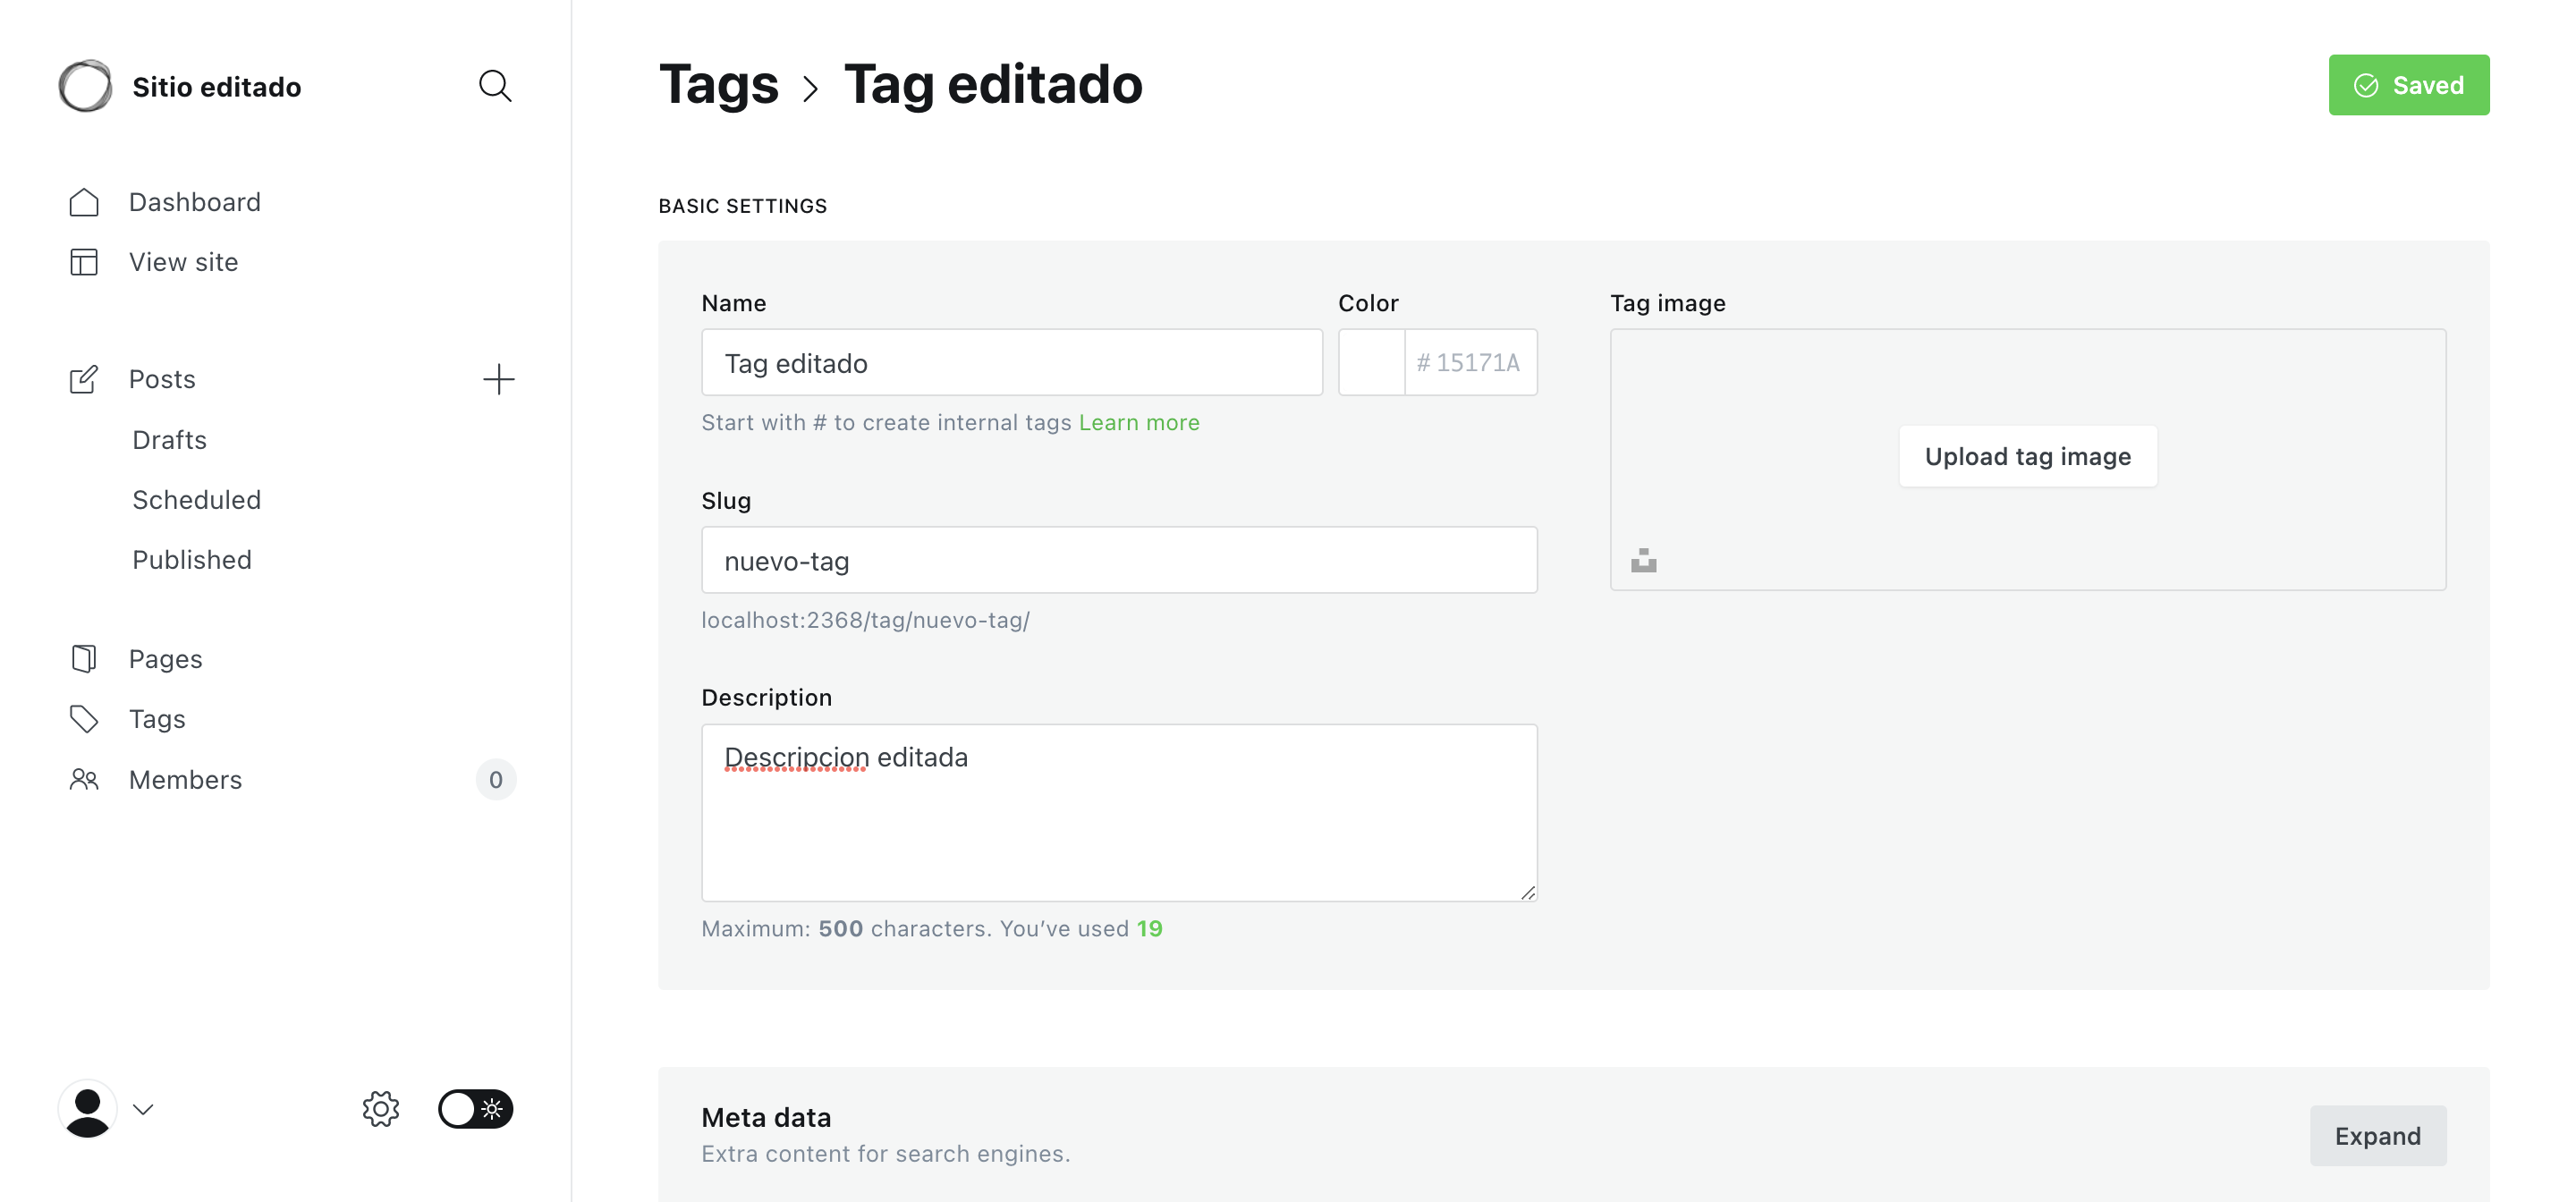 Sitio editado
Dashboard
View site
Posts
Drafts
Scheduled
Published
Pages
Tags
Members 0
Tags > Tag editado
Saved
BASIC SETTINGS
Name
Tag editado
Start with # to create internal tags Learn more
Color
# 15171A
Slug
nuevo-tag
localhost:2368/tag/nuevo-tag/
Description
Descripcion editada
Maximum: 500 characters. You’ve used 19
Tag image
Upload tag image
Meta data
Extra content for search engines.
Expand